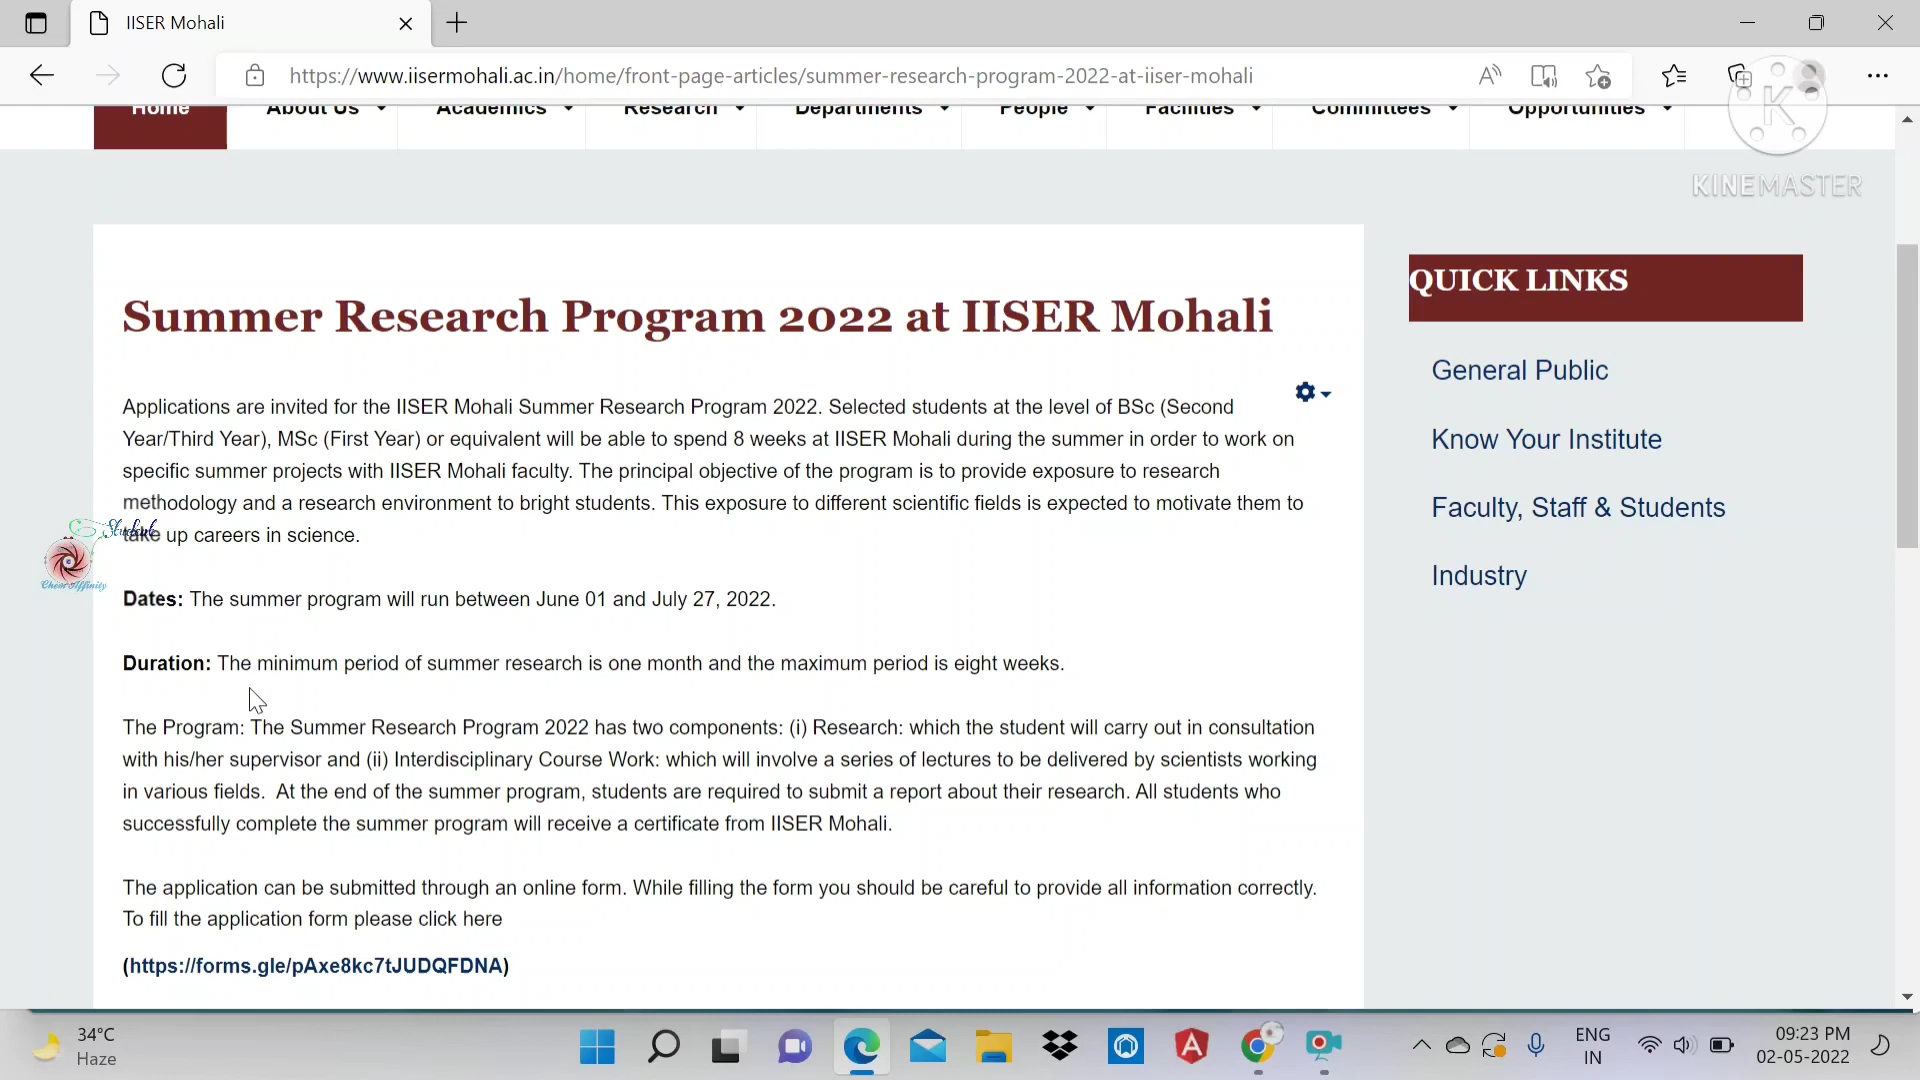 IISER Mohali
https://www.iisermohali.ac.in/home/front-page-articles/summer-research-program-2022-at-iiser-mohali
Home About Us Academics Research Departments People Facilities Committees Opportunities
K
KINEMASTER
Summer Research Program 2022 at IISER Mohali
Applications are invited for the IISER Mohali Summer Research Program 2022. Selected students at the level of BSc (Second
Year/Third Year), MSc (First Year) or equivalent will be able to spend 8 weeks at IISER Mohali during the summer in order to work on
specific summer projects with IISER Mohali faculty. The principal objective of the program is to provide exposure to research
methodology and a research environment to bright students. This exposure to different scientific fields is expected to motivate them to
take up careers in science.
Student
Chem Affinity
Dates: The summer program will run between June 01 and July 27, 2022.
Duration: The minimum period of summer research is one month and the maximum period is eight weeks.
The Program: The Summer Research Program 2022 has two components: (i) Research: which the student will carry out in consultation
with his/her supervisor and (ii) Interdisciplinary Course Work: which will involve a series of lectures to be delivered by scientists working
in various fields.  At the end of the summer program, students are required to submit a report about their research. All students who
successfully complete the summer program will receive a certificate from IISER Mohali.
The application can be submitted through an online form. While filling the form you should be careful to provide all information correctly.
To fill the application form please click here
(https://forms.gle/pAxe8kc7tJUDQFDNA)
QUICK LINKS
General Public
Know Your Institute
Faculty, Staff & Students
Industry
34°C
Haze
ENG
IN
09:23 PM
02-05-2022